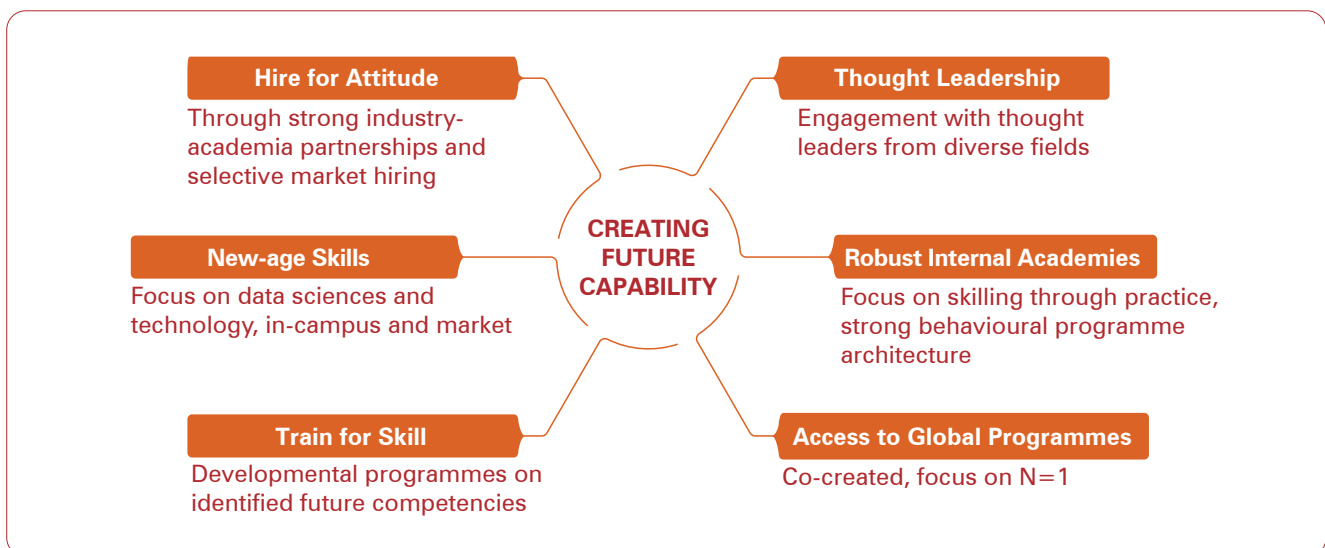 Hire for Attitude
Through strong industry-
academia partnerships and
selective market hiring
New-age Skills
Focus on data sciences and
technology, in-campus and market
Train for Skill
Developmental programmes on
identified future competencies
CREATING
FUTURE
CAPABILITY
Thought Leadership
Engagement with thought
leaders from diverse fields
Robust Internal Academies
Focus on skilling through practice,
strong behavioural programme
architecture
Access to Global Programmes
Co-created, focus on N=1